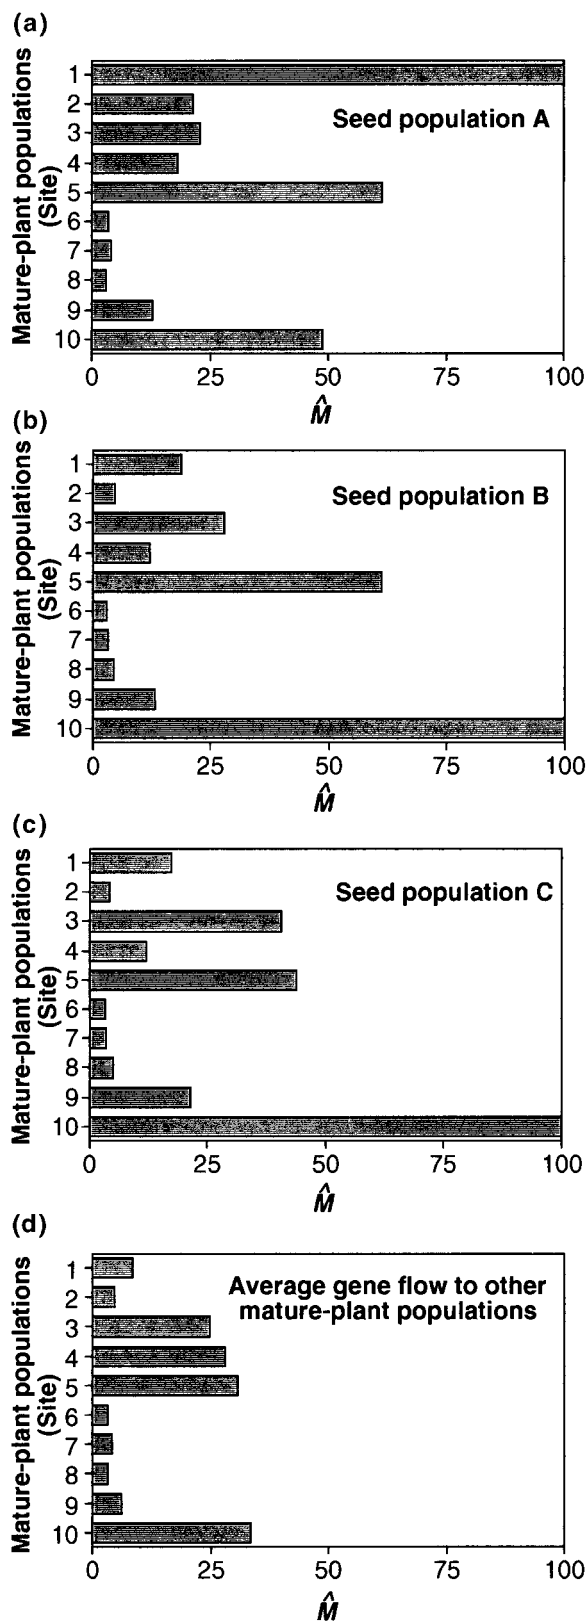 (a)
Mature-plant populations
(Site)
1
2
3
4
5
6
7
8
9
10
Seed population A
0 25 50 75 100
M̂
(b)
Mature-plant populations
(Site)
1
2
3
4
5
6
7
8
9
10
Seed population B
0 25 50 75 100
M̂
(c)
Mature-plant populations
(Site)
1
2
3
4
5
6
7
8
9
10
Seed population C
0 25 50 75 100
M̂
(d)
Mature-plant populations
(Site)
1
2
3
4
5
6
7
8
9
10
Average gene flow to other
mature-plant populations
0 25 50 75 100
M̂